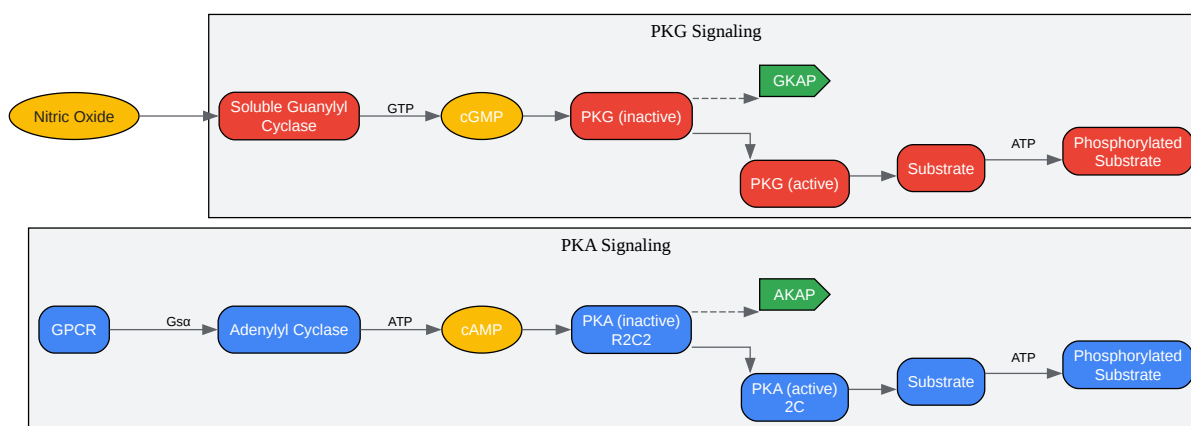 PKG Signaling
Nitric Oxide
Soluble Guanylyl
Cyclase
GTP
cGMP
PKG (inactive)
GKAP
PKG (active)
Substrate
ATP
Phosphorylated
Substrate
PKA Signaling
GPCR
Gsα
Adenylyl Cyclase
ATP
cAMP
PKA (inactive)
R2C2
AKAP
PKA (active)
2C
Substrate
ATP
Phosphorylated
Substrate